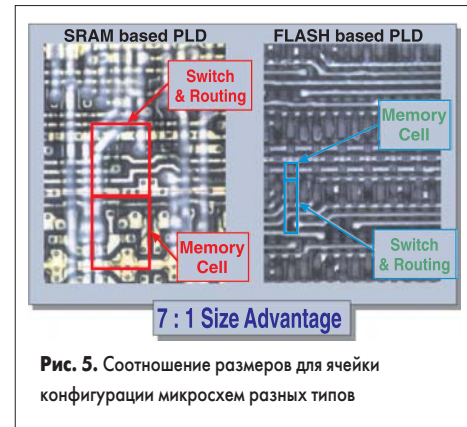 SRAM based PLD
FLASH based PLD
Switch
& Routing
Memory
Cell
Memory
Cell
Switch
& Routing
7 : 1 Size Advantage
Рис. 5. Соотношение размеров для ячейки
конфигурации микросхем разных типов